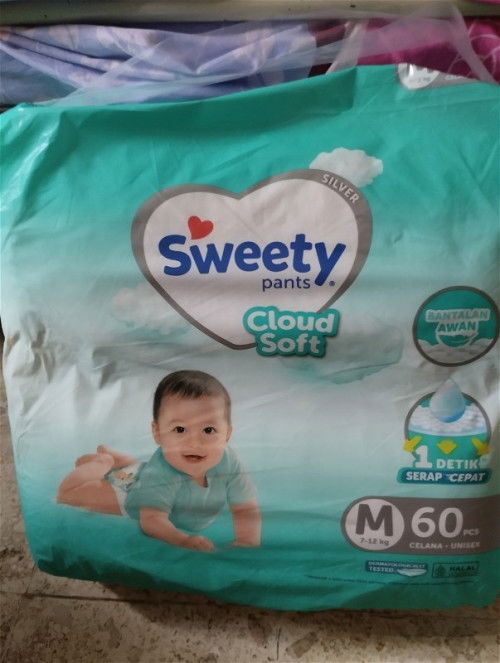 SILVER
Sweety
pants
Cloud
Soft
BANTALAN
AWAN
1 DETIK
SERAP CEPAT
M 60 PCS
7-12 kg
CELANA - UNISEX
DERMATOLOGICALLY
TESTED
HALAL